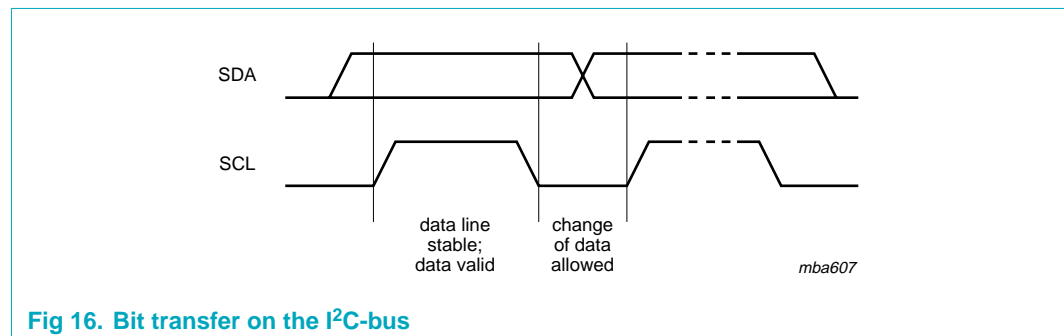 SDA
SCL
data line
stable;
data valid
change
of data
allowed
mba607
Fig 16. Bit transfer on the I²C-bus